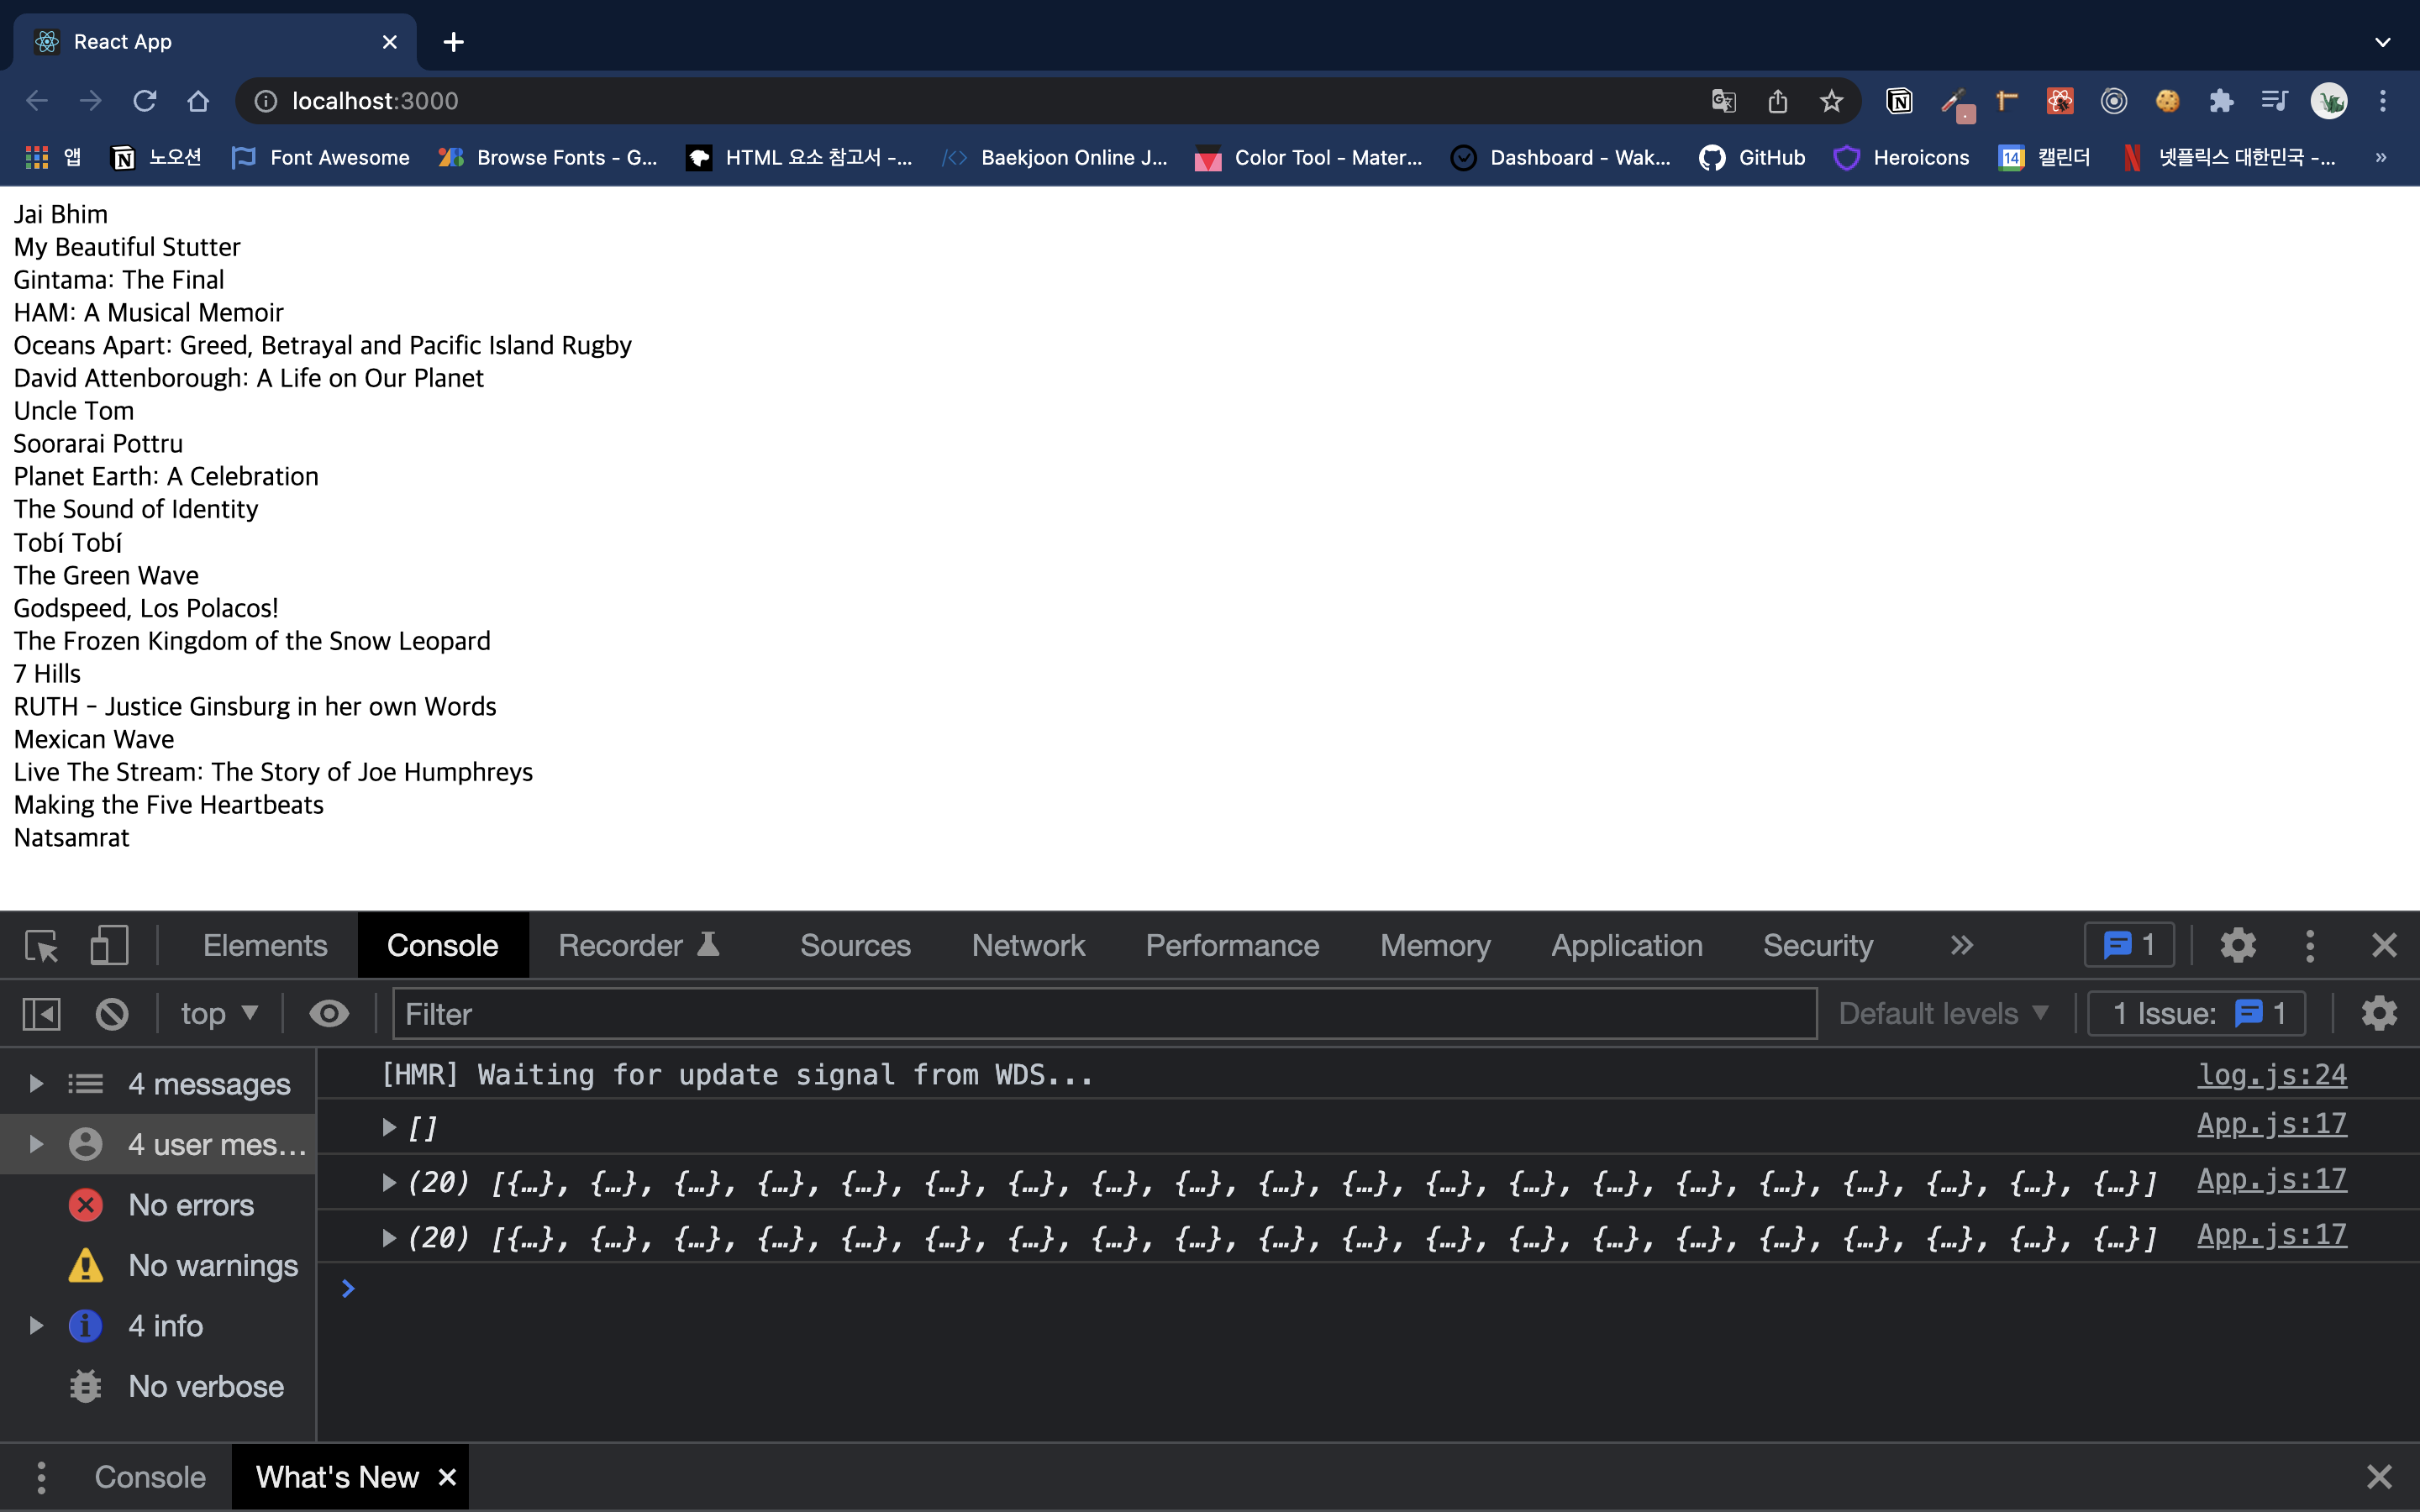 React App
localhost:3000
앱 노오션 Font Awesome Browse Fonts - G... HTML 요소 참고서 -... Baekjoon Online J... Color Tool - Mater... Dashboard - Wak... GitHub Heroicons 14 캘린더 넷플릭스 대한민국 -... »
Jai Bhim
My Beautiful Stutter
Gintama: The Final
HAM: A Musical Memoir
Oceans Apart: Greed, Betrayal and Pacific Island Rugby
David Attenborough: A Life on Our Planet
Uncle Tom
Soorarai Pottru
Planet Earth: A Celebration
The Sound of Identity
Tobí Tobí
The Green Wave
Godspeed, Los Polacos!
The Frozen Kingdom of the Snow Leopard
7 Hills
RUTH - Justice Ginsburg in her own Words
Mexican Wave
Live The Stream: The Story of Joe Humphreys
Making the Five Heartbeats
Natsamrat
Elements Console Recorder Sources Network Performance Memory Application Security » 1
top Filter Default levels 1 Issue: 1
4 messages
4 user mes...
No errors
No warnings
4 info
No verbose
[HMR] Waiting for update signal from WDS... log.js:24
[] App.js:17
(20) [{…}, {…}, {…}, {…}, {…}, {…}, {…}, {…}, {…}, {…}, {…}, {…}, {…}, {…}, {…}, {…}, {…}, {…}, {…}, {…}] App.js:17
(20) [{…}, {…}, {…}, {…}, {…}, {…}, {…}, {…}, {…}, {…}, {…}, {…}, {…}, {…}, {…}, {…}, {…}, {…}, {…}, {…}] App.js:17
Console What's New